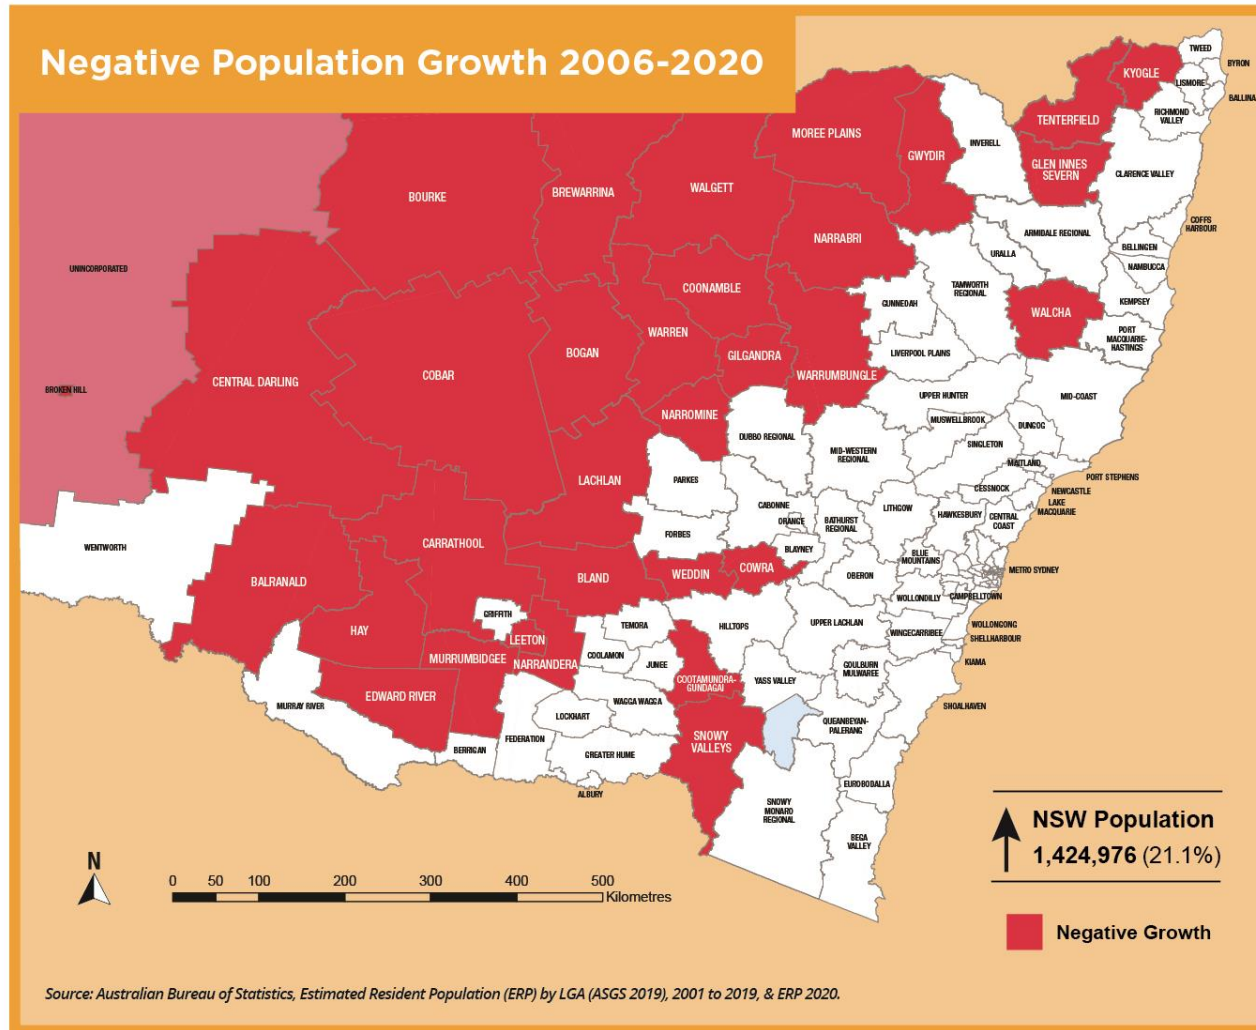 Negative Population Growth 2006-2020
TWEED
BYRON
KYOGLE
LISMORE
BALLINA
RICHMOND
VALLEY
TENTERFIELD
MOREE PLAINS
GWYDIR
INVERELL
GLEN INNES
SEVERN
CLARENCE VALLEY
BOURKE
BREWARRINA
WALGETT
NARRABRI
COFFS
HARBOUR
ARMIDALE REGIONAL
BELLINGEN
URALLA
NAMBUCCA
UNINCORPORATED
COONAMBLE
TAMWORTH
REGIONAL
GUNNEDAH
KEMPSEY
WALCHA
PORT
MACQUARIE-
HASTINGS
WARREN
BOGAN
GILGANDRA
LIVERPOOL PLAINS
COBAR
WARRUMBUNGLE
CENTRAL DARLING
BROKEN HILL
UPPER HUNTER
MID-COAST
NARROMINE
MUSWELLBROOK
DUNGOG
DUBBO REGIONAL
SINGLETON
MID-WESTERN
REGIONAL
MAITLAND
PORT STEPHENS
LACHLAN
PARKES
CESSNOCK
NEWCASTLE
LAKE
MACQUARIE
CABONNE
LITHGOW
HAWKESBURY
CENTRAL
COAST
ORANGE
BATHURST
REGIONAL
FORBES
CARRATHOOL
WENTWORTH
BLAYNEY
BLUE
MOUNTAINS
METRO SYDNEY
BALRANALD
BLAND
WEDDIN
COWRA
OBERON
WOLLONDILLY
CAMPBELLTOWN
GRIFFITH
HAY
TEMORA
HILLTOPS
UPPER LACHLAN
WOLLONGONG
WINGECARRIBEE
SHELLHARBOUR
LEETON
MURRUMBIDGEE
NARRANDERA
COOLAMON
JUNEE
KIAMA
GOULBURN
MULWAREE
COOTAMUNDRA-
GUNDAGAI
YASS VALLEY
EDWARD RIVER
MURRAY RIVER
WAGGA WAGGA
SHOALHAVEN
LOCKHART
QUEANBEYAN-
PALERANG
FEDERATION
SNOWY
VALLEYS
BERRIGAN
GREATER HUME
EUROBODALLA
ALBURY
SNOWY
MONARO
REGIONAL
BEGA
VALLEY
NSW Population
1,424,976 (21.1%)
N
0 50 100 200 300 400 500
Kilometres
Negative Growth
Source: Australian Bureau of Statistics, Estimated Resident Population (ERP) by LGA (ASGS 2019), 2001 to 2019, & ERP 2020.